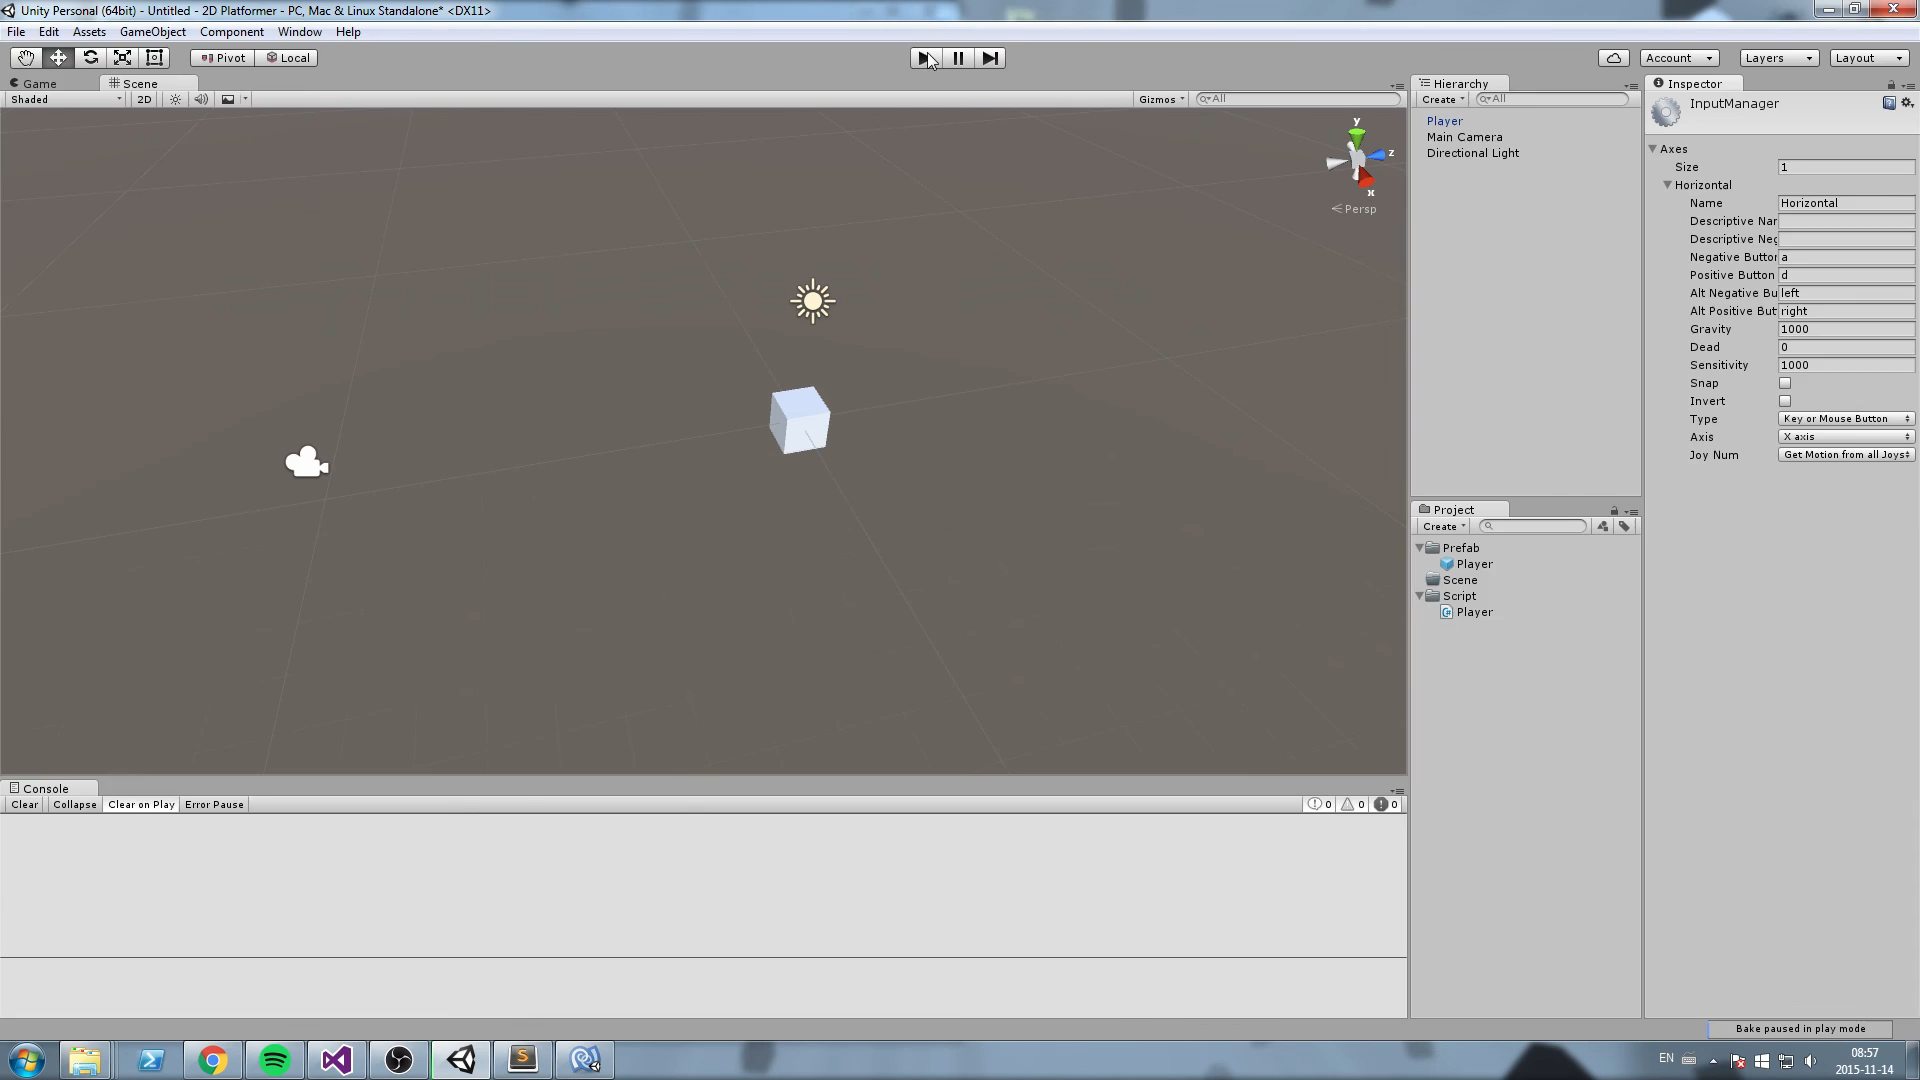 Unity Personal (64bit) - Untitled - 2D Platformer - PC, Mac & Linux Standalone* <DX11>
File Edit Assets GameObject Component Window Help
Pivot Local Account Layers Layout
Game Scene
Shaded 2D Gizmos All
Hierarchy
Create All
Player
Main Camera
Directional Light
y
z
x
Persp
Project
Create
Prefab
Player
Scene
Script
Player
Inspector
InputManager
Axes
Size 1
Horizontal
Name Horizontal
Descriptive Nar
Descriptive Neg
Negative Button a
Positive Button d
Alt Negative Bu left
Alt Positive But right
Gravity 1000
Dead 0
Sensitivity 1000
Snap
Invert
Type Key or Mouse Button
Axis X axis
Joy Num Get Motion from all Joys
Console
Clear Collapse Clear on Play Error Pause 0 0 0
Bake paused in play mode
EN 08:57
2015-11-14